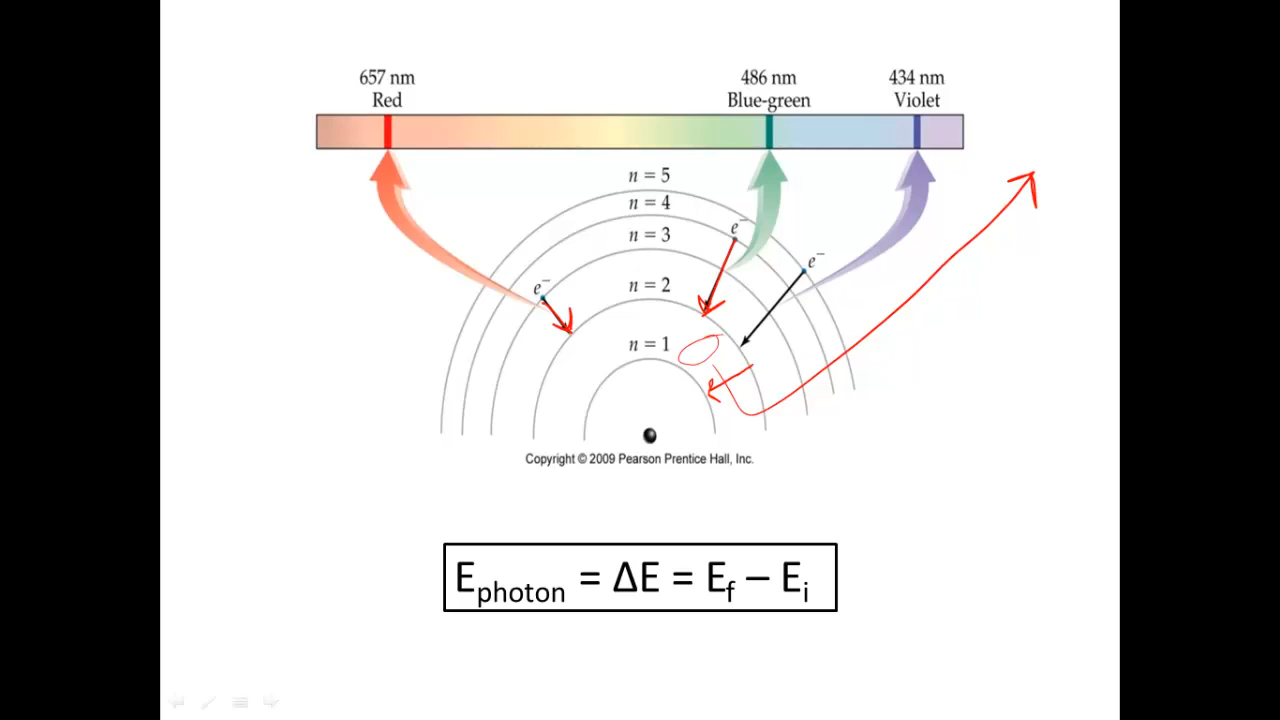 657 nm
Red
486 nm
Blue-green
434 nm
Violet
n = 5
n = 4
n = 3
n = 2
n = 1
e⁻
e⁻
e⁻
Copyright © 2009 Pearson Prentice Hall, Inc.
E_photon = ΔE = E_f – E_i